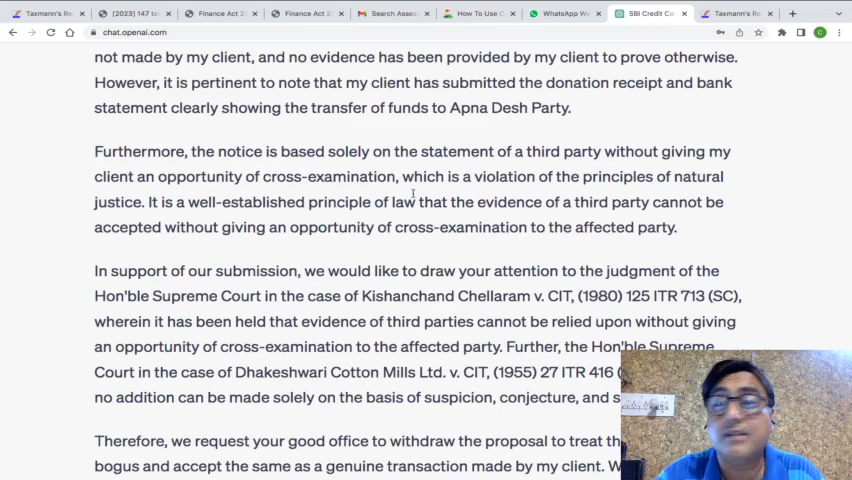 Taxmann's Re
[2023] 147 ta
Finance Act 2
Finance Act 2
Search Asses
How To Use C
WhatsApp We
SBI Credit Ca
Taxmann's Re
chat.openai.com
not made by my client, and no evidence has been provided by my client to prove otherwise.
However, it is pertinent to note that my client has submitted the donation receipt and bank
statement clearly showing the transfer of funds to Apna Desh Party.
Furthermore, the notice is based solely on the statement of a third party without giving my
client an opportunity of cross-examination, which is a violation of the principles of natural
justice. It is a well-established principle of law that the evidence of a third party cannot be
accepted without giving an opportunity of cross-examination to the affected party.
In support of our submission, we would like to draw your attention to the judgment of the
Hon'ble Supreme Court in the case of Kishanchand Chellaram v. CIT, (1980) 125 ITR 713 (SC),
wherein it has been held that evidence of third parties cannot be relied upon without giving
an opportunity of cross-examination to the affected party. Further, the Hon'ble Supreme
Court in the case of Dhakeshwari Cotton Mills Ltd. v. CIT, (1955) 27 ITR 416 (
no addition can be made solely on the basis of suspicion, conjecture, and s
Therefore, we request your good office to withdraw the proposal to treat th
bogus and accept the same as a genuine transaction made by my client. W